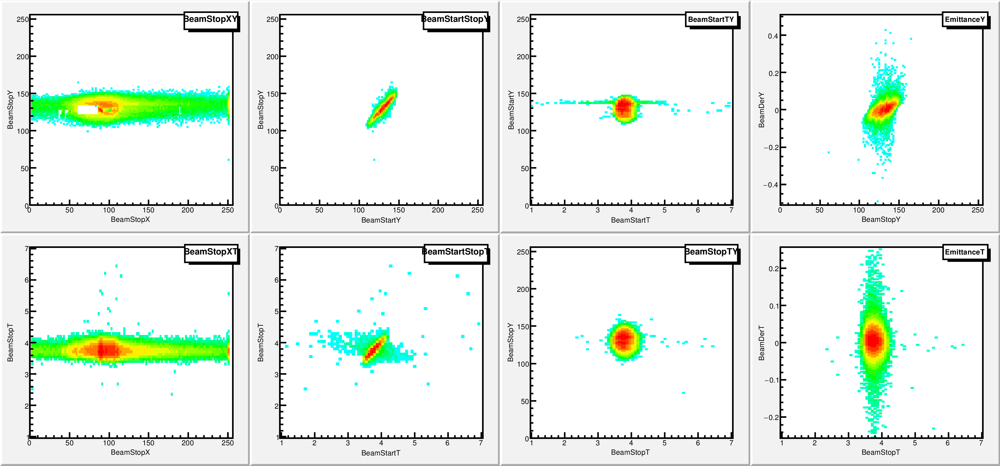 BeamStopXY
250
200
150
100
50
0
BeamStopY
0 50 100 150 200 250
BeamStopX
BeamStartStopY
250
200
150
100
50
0
BeamStopY
0 50 100 150 200 250
BeamStartY
BeamStartTY
250
200
150
100
50
0
BeamStartY
1 2 3 4 5 6 7
BeamStartT
EmittanceY
0.4
0.2
0
−0.2
−0.4
BeamDerY
0 50 100 150 200 250
BeamStopY
BeamStopXT
7
6
5
4
3
2
1
BeamStopT
0 50 100 150 200 250
BeamStopX
BeamStartStopT
7
6
5
4
3
2
1
BeamStopT
1 2 3 4 5 6 7
BeamStartT
BeamStopTY
250
200
150
100
50
0
BeamStopY
1 2 3 4 5 6 7
BeamStopT
EmittanceT
0.2
0.1
0
−0.1
−0.2
BeamDerT
1 2 3 4 5 6 7
BeamStopT